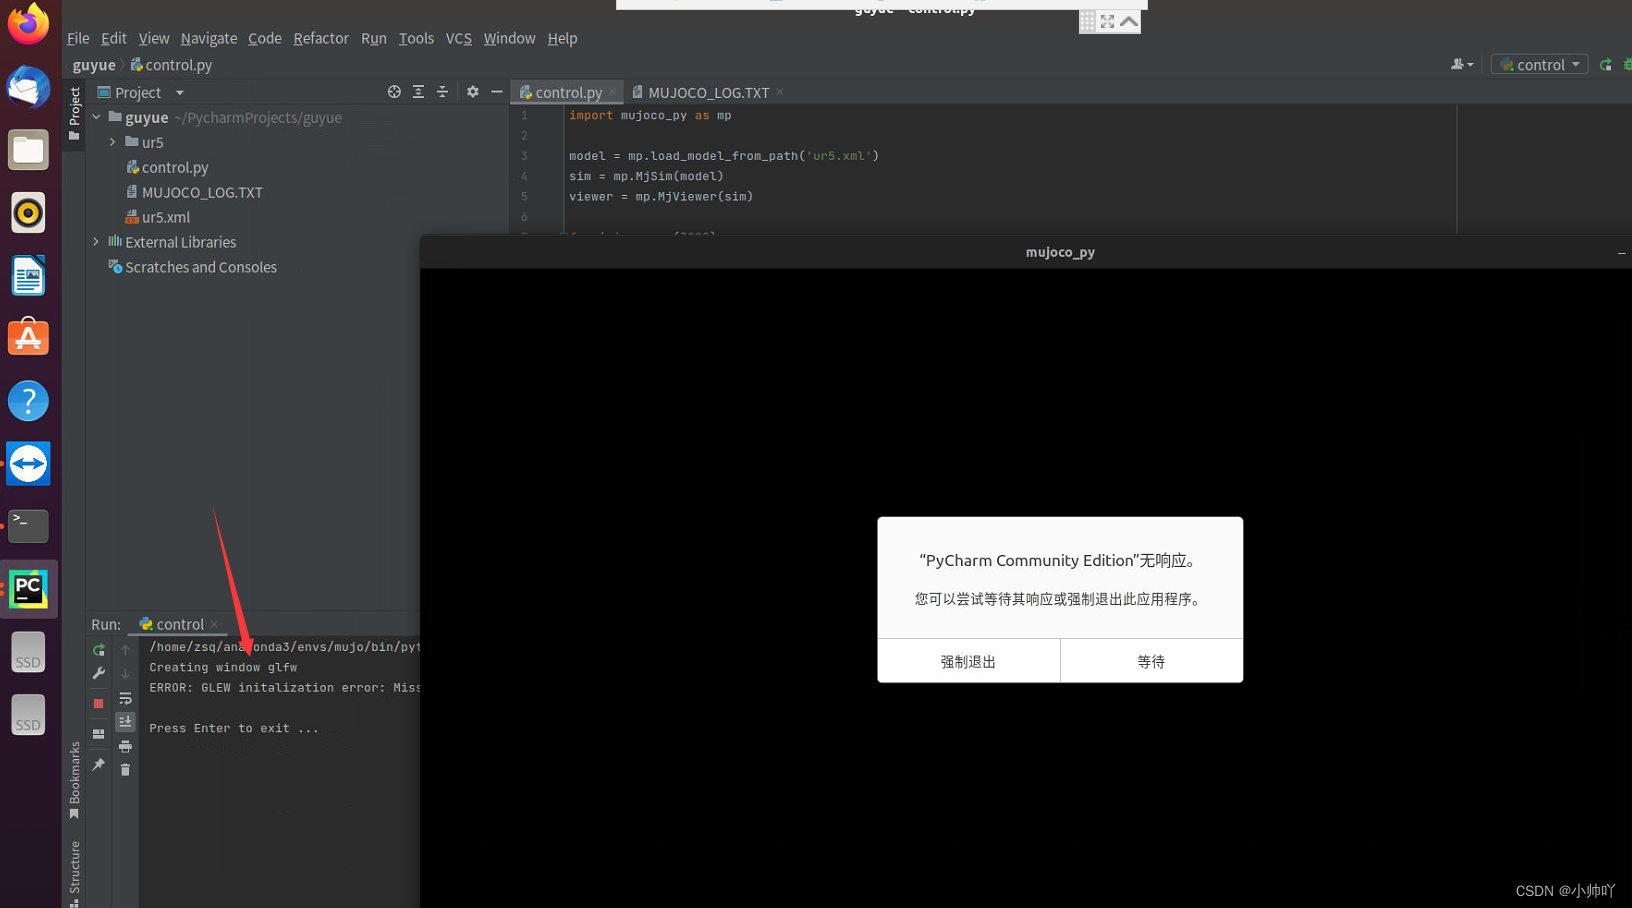 guyue – control.py
File Edit View Navigate Code Refactor Run Tools VCS Window Help
guyue control.py
control
Project
Project
control.py
MUJOCO_LOG.TXT
guyue ~/PycharmProjects/guyue
ur5
control.py
MUJOCO_LOG.TXT
ur5.xml
External Libraries
Scratches and Consoles
1 import mujoco_py as mp
2
3 model = mp.load_model_from_path('ur5.xml')
4 sim = mp.MjSim(model)
5 viewer = mp.MjViewer(sim)
6
mujoco_py
“PyCharm Community Edition”无响应。
您可以尝试等待其响应或强制退出此应用程序。
强制退出
等待
Run: control
/home/zsq/anaconda3/envs/mujo/bin/pyt
Creating window glfw
ERROR: GLEW initalization error: Miss
Press Enter to exit ...
Bookmarks
Structure
PC
>_
?
SSD
SSD
CSDN @小帅吖